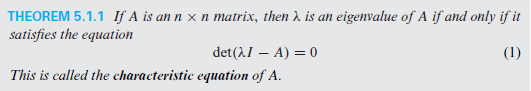 THEOREM 5.1.1 If A is an n × n matrix, then λ is an eigenvalue of A if and only if it
satisfies the equation
det(λI − A) = 0 (1)
This is called the characteristic equation of A.